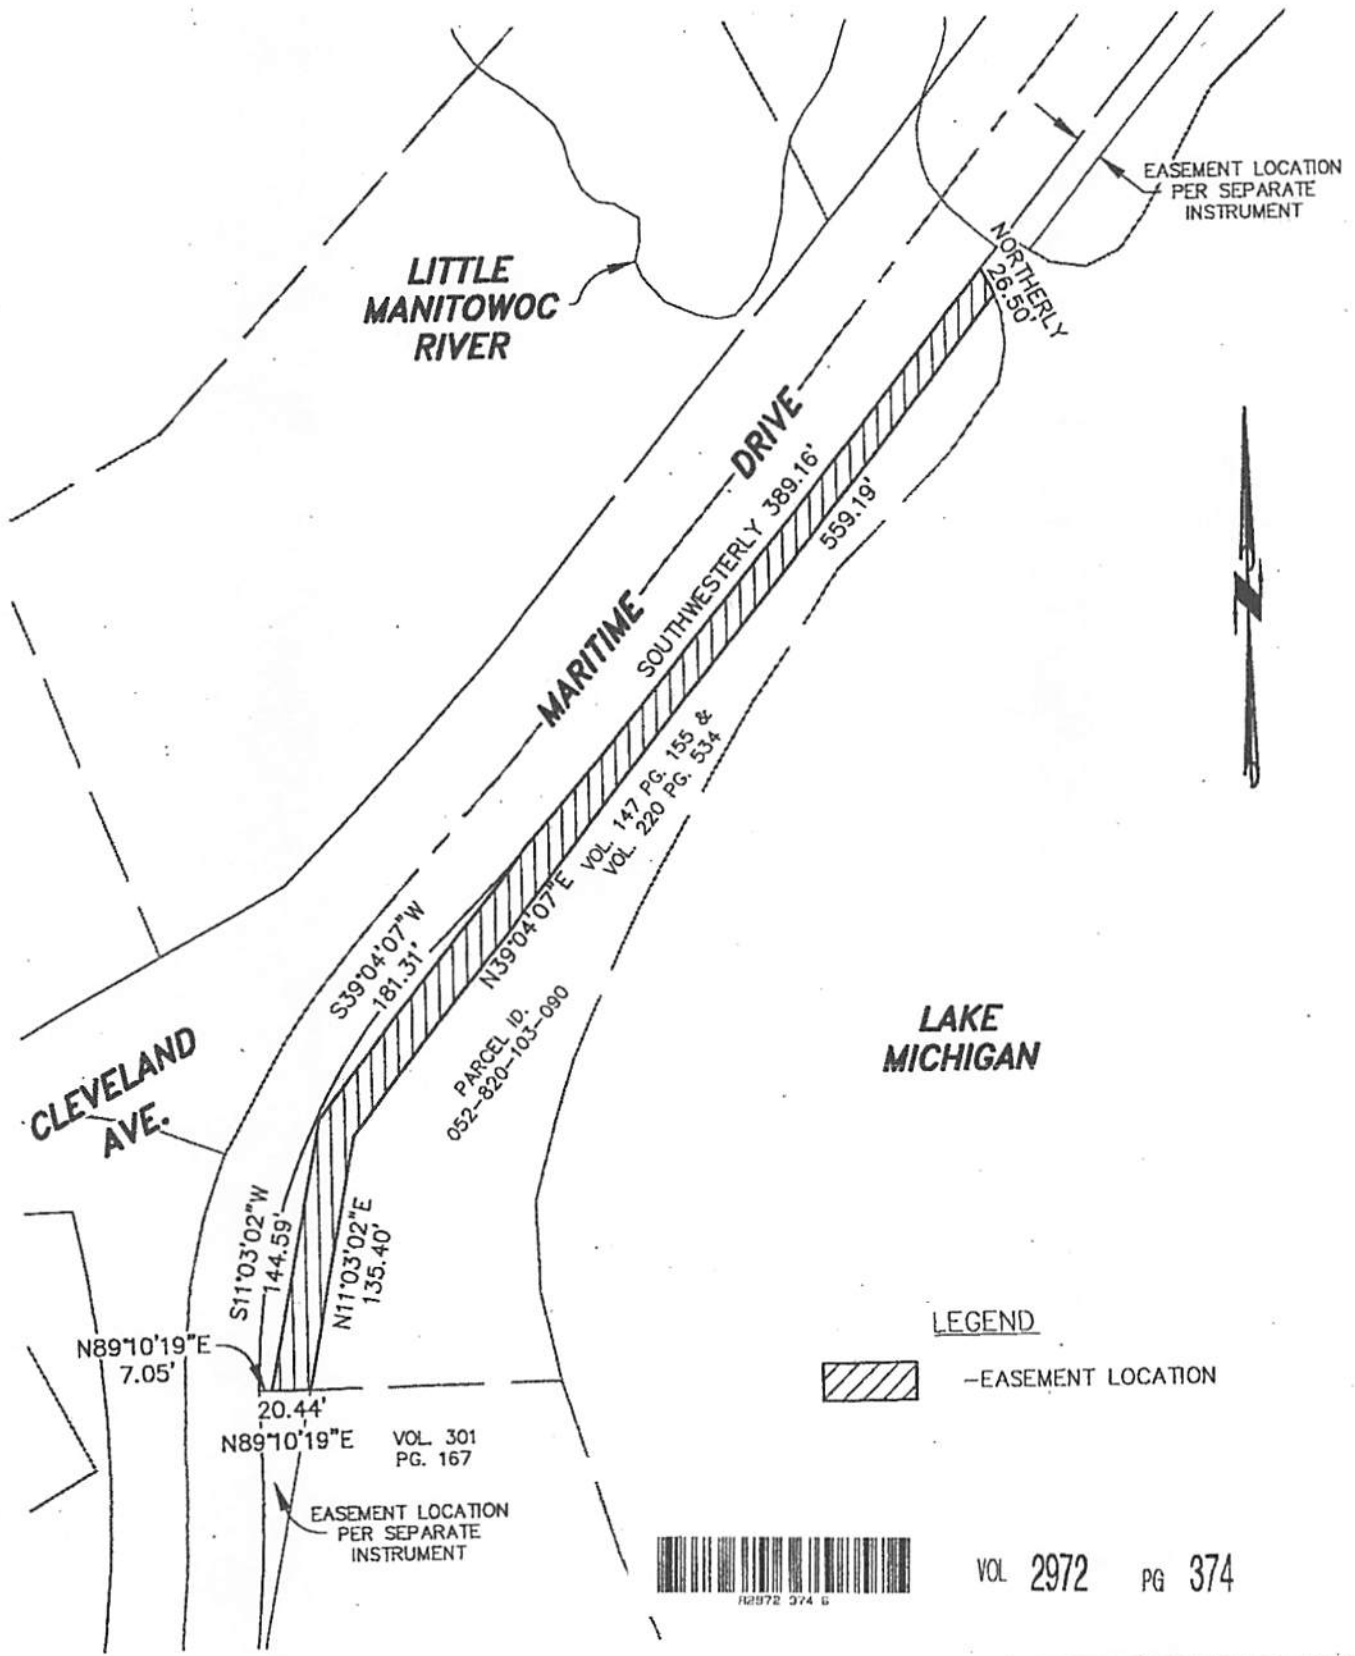 EASEMENT LOCATION
PER SEPARATE
INSTRUMENT
NORTHERLY
26.50'
LITTLE
MANITOWOC
RIVER
MARITIME DRIVE
SOUTHWESTERLY 389.16'
559.19'
VOL. 147 PG. 155 &
VOL. 220 PG. 534
S39°04'07"W
181.31'
N39°04'07"E
PARCEL ID.
052-820-103-090
LAKE
MICHIGAN
CLEVELAND
AVE.
S11°03'02"W
144.59'
N11°03'02"E
135.40'
N89°10'19"E
7.05'
20.44'
N89°10'19"E
VOL. 301
PG. 167
EASEMENT LOCATION
PER SEPARATE
INSTRUMENT
LEGEND
-EASEMENT LOCATION
R2972 374 6
VOL 2972 PG 374